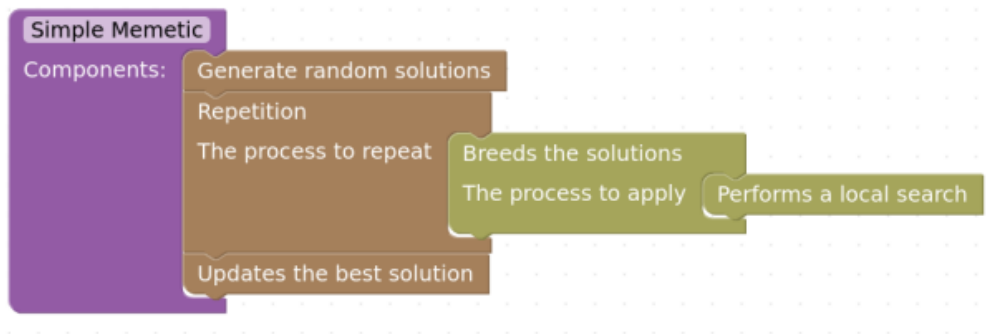 Simple Memetic
Components:
Generate random solutions
Repetition
The process to repeat
Breeds the solutions
The process to apply
Performs a local search
Updates the best solution